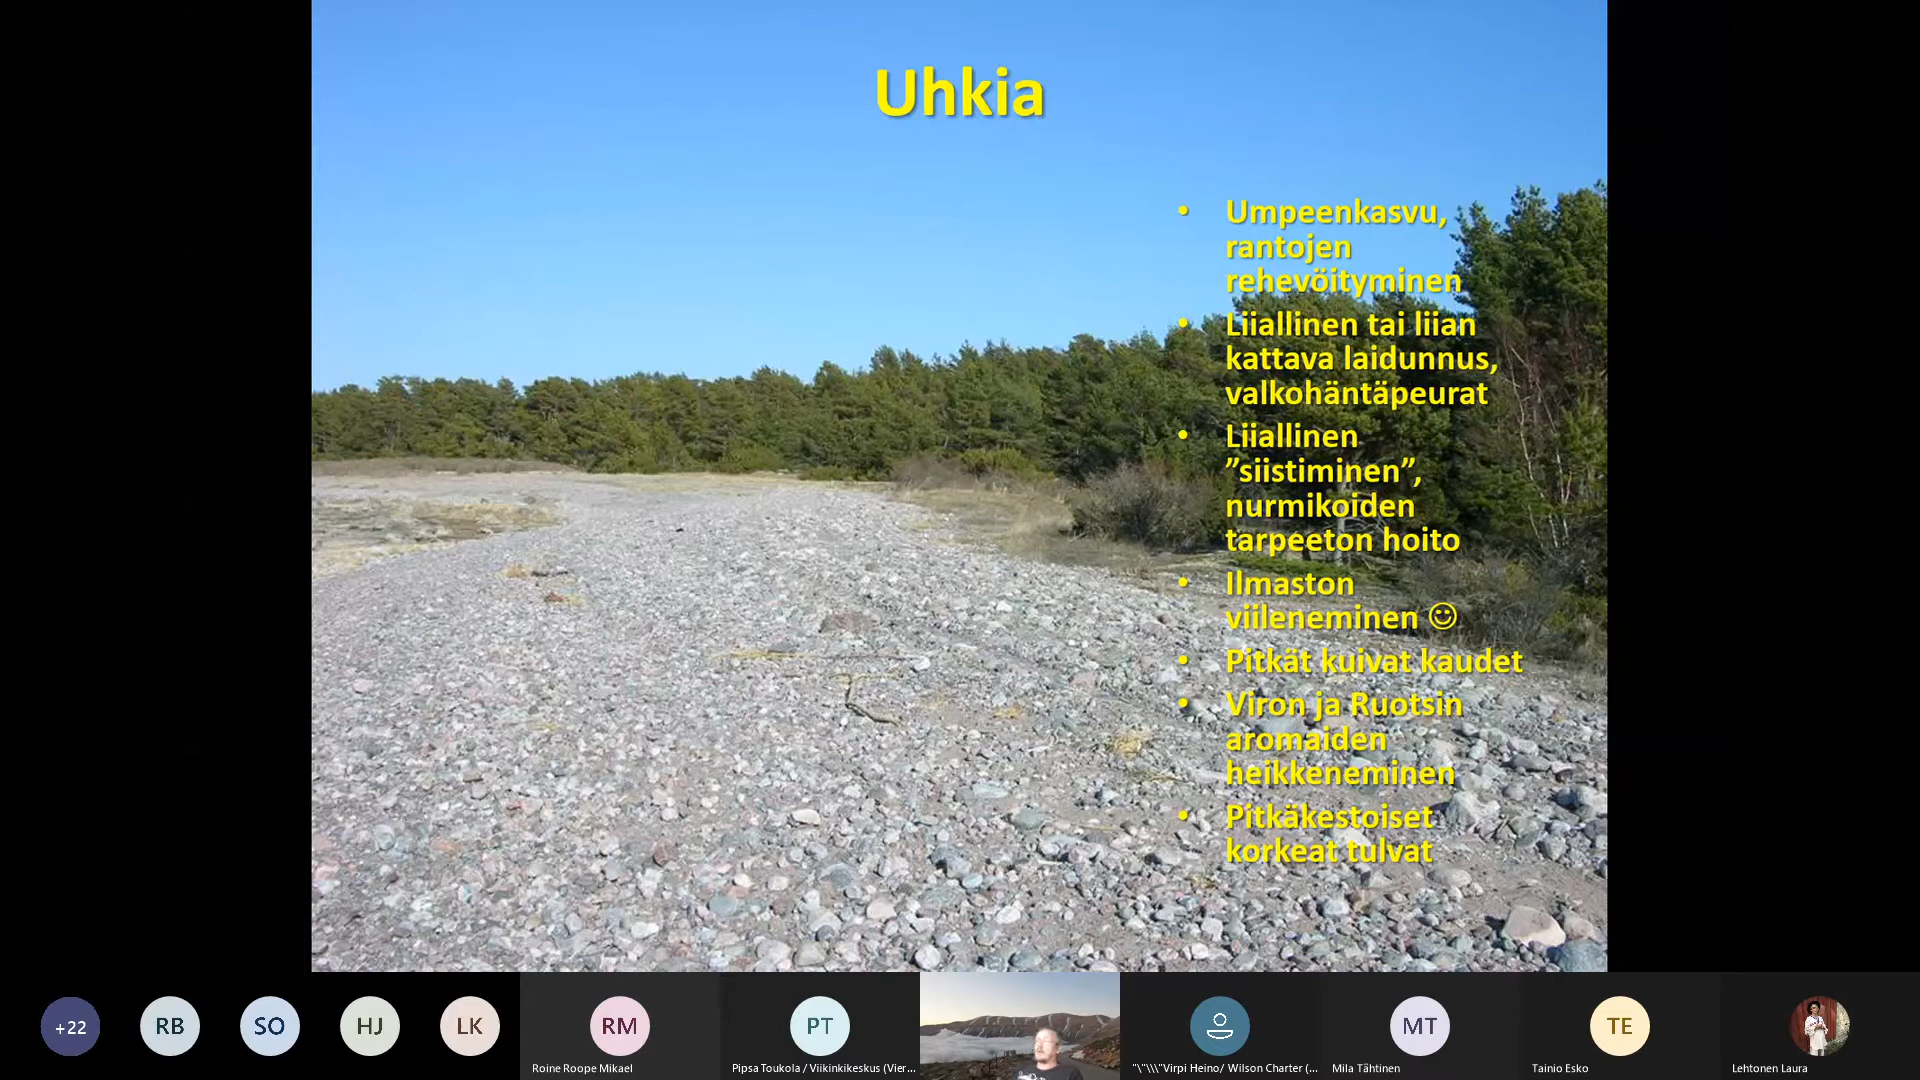 Uhkia
• Umpeenkasvu,
rantojen
rehevöityminen
• Liiallinen tai liian
kattava laidunnus,
valkohäntäpeurat
• Liiallinen
”siistiminen”,
nurmikoiden
tarpeeton hoito
• Ilmaston
viileneminen ☺
• Pitkät kuivat kaudet
• Viron ja Ruotsin
aromaiden
heikkeneminen
• Pitkäkestoiset
korkeat tulvat
+22
RB
SO
HJ
LK
RM
PT
MT
TE
Roine Roope Mikael
Pipsa Toukola / Viikinkikeskus (Vier...
"\"\\\"Virpi Heino/ Wilson Charter (...
Mila Tähtinen
Tainio Esko
Lehtonen Laura